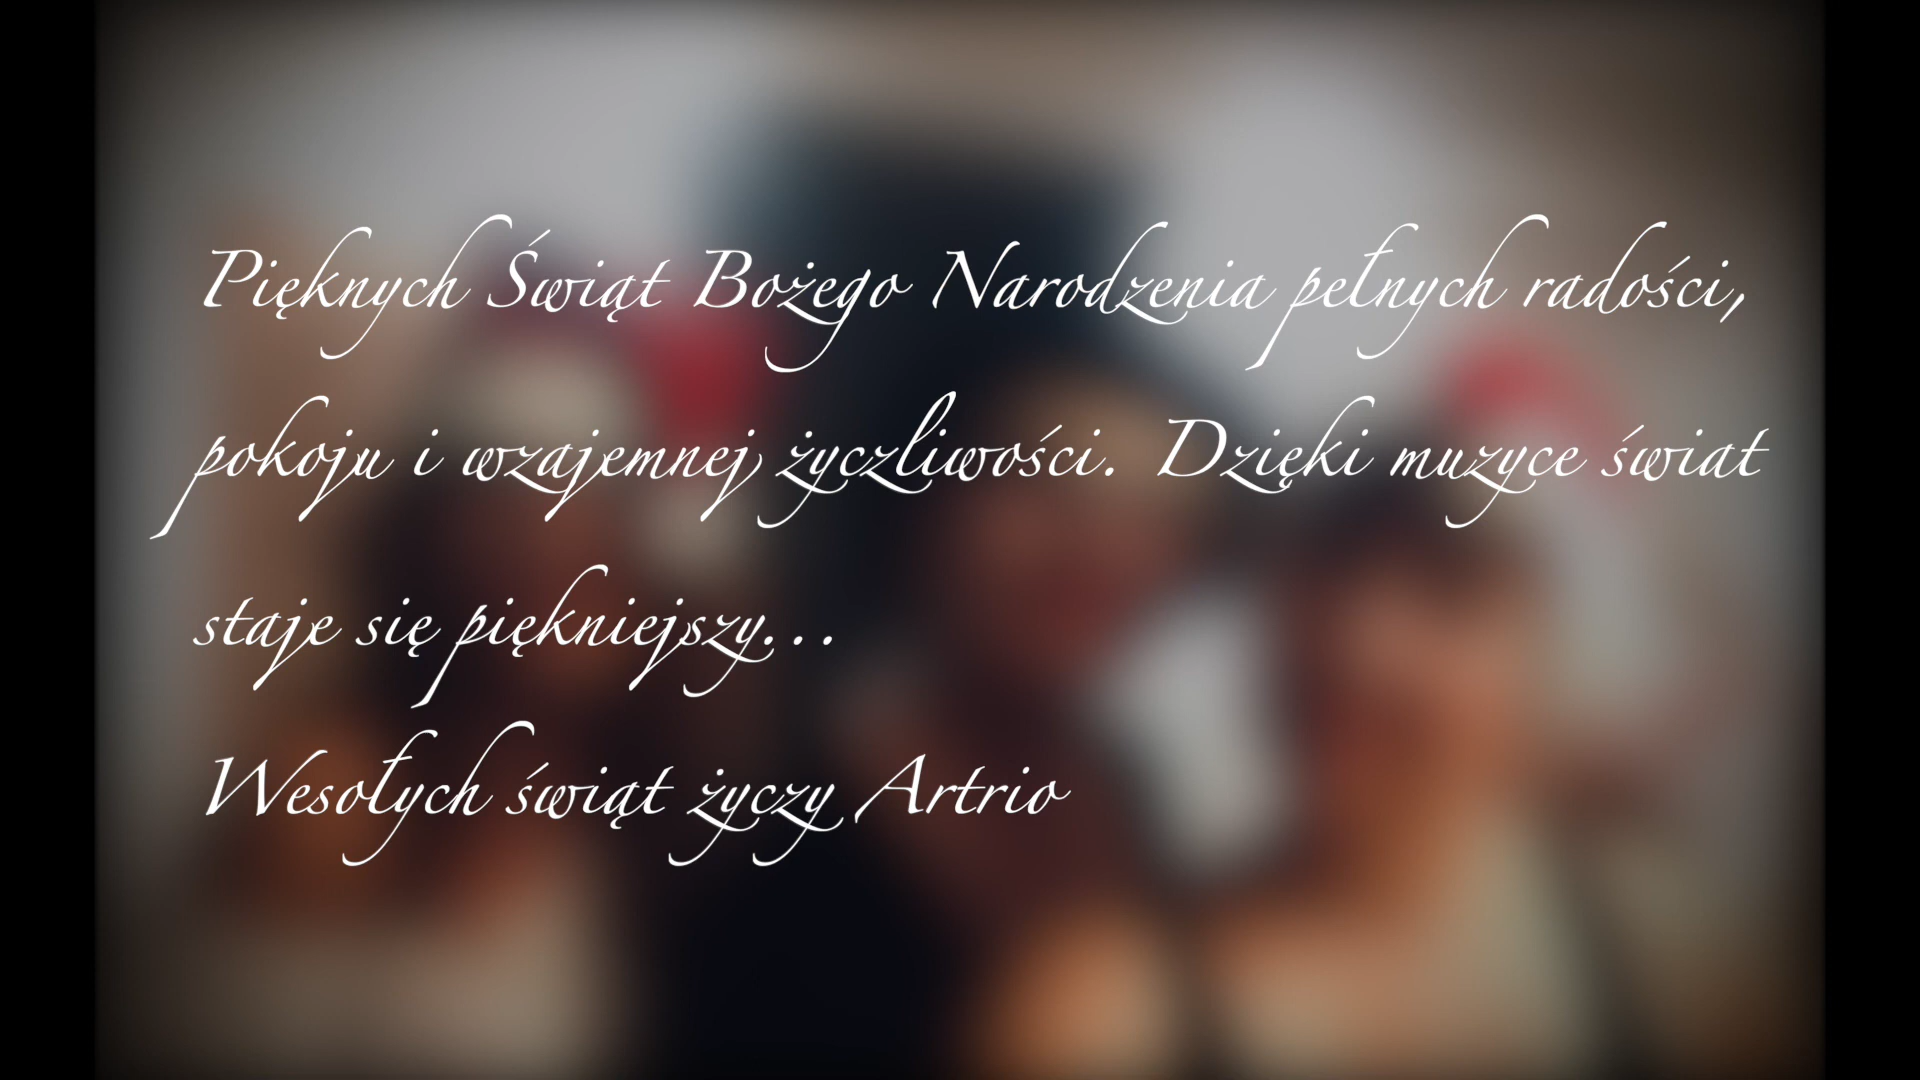 Pięknych Świąt Bożego Narodzenia pełnych radości,
pokoju i wzajemnej życzliwości. Dzięki muzyce świat
staje się piękniejszy...
Wesołych świąt życzy Artrio